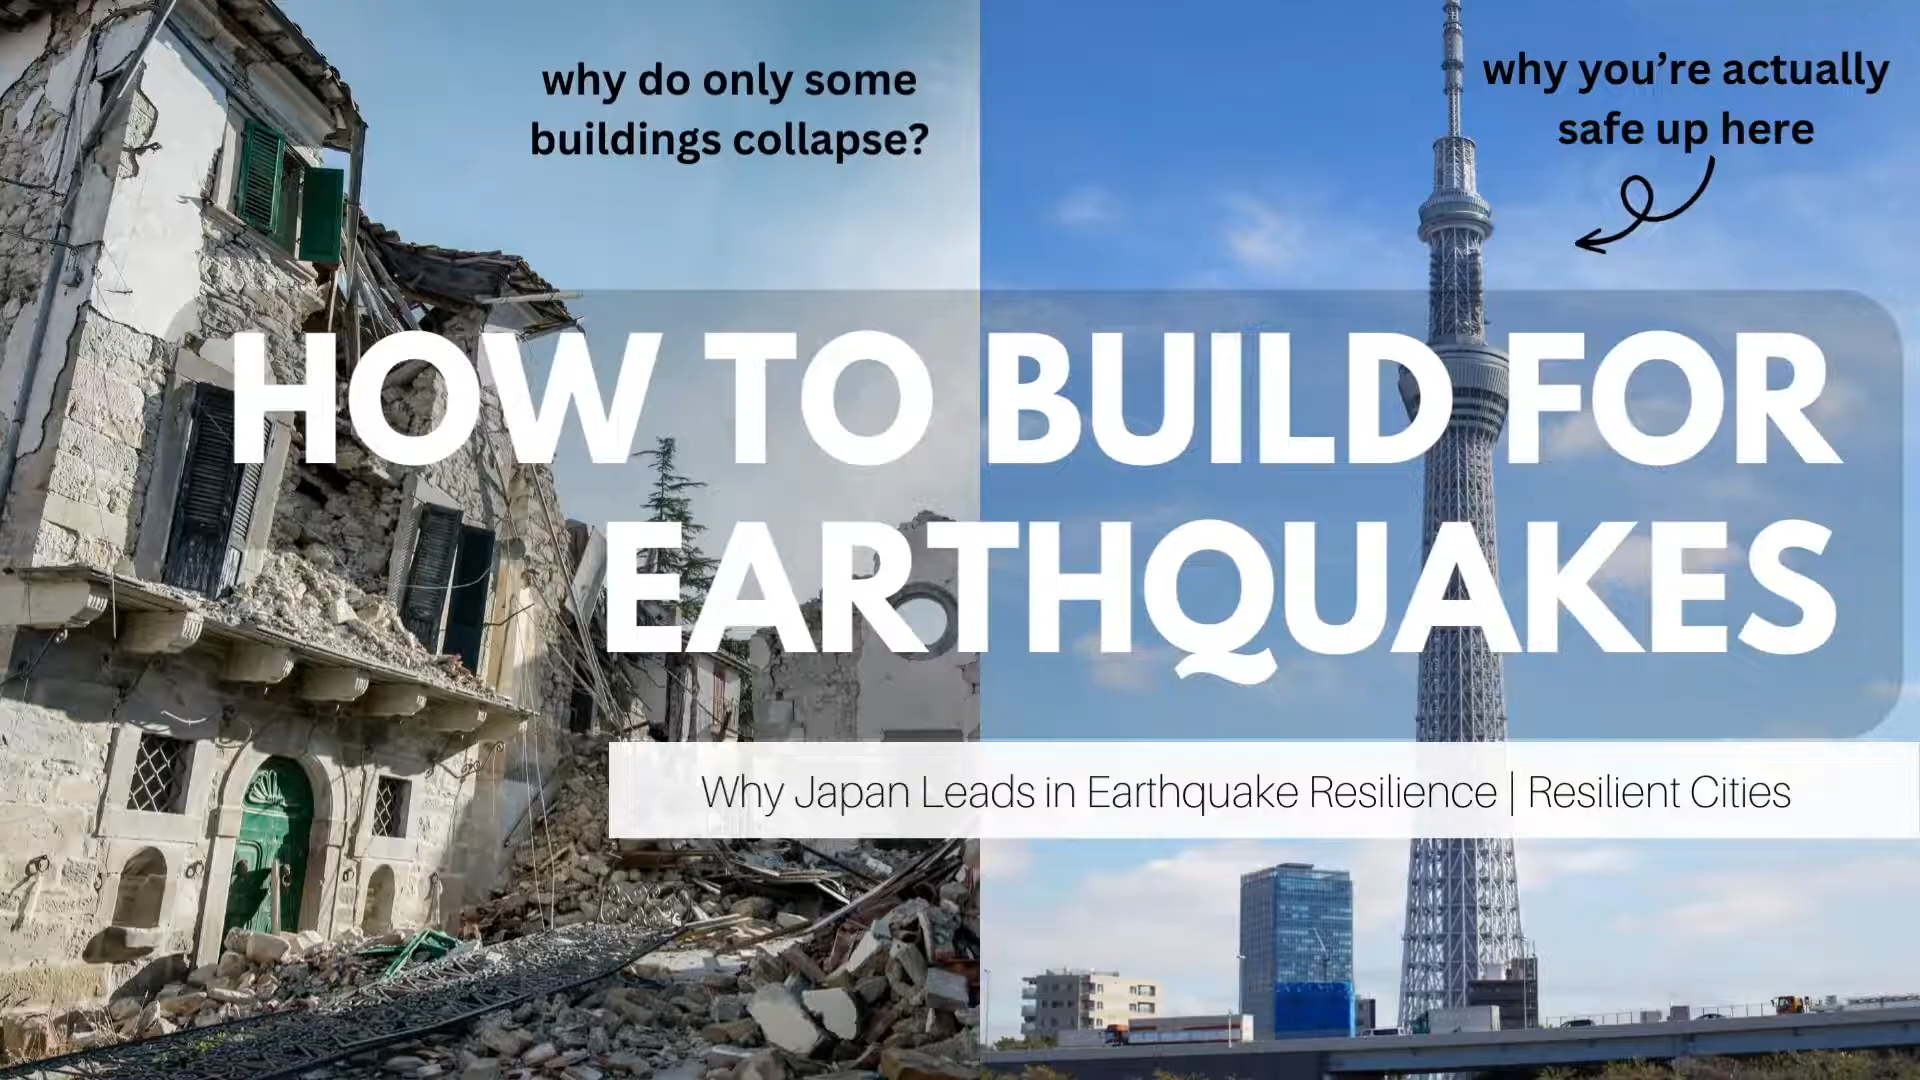 why do only some
buildings collapse?
why you’re actually
safe up here
HOW TO BUILD FOR
EARTHQUAKES
Why Japan Leads in Earthquake Resilience | Resilient Cities